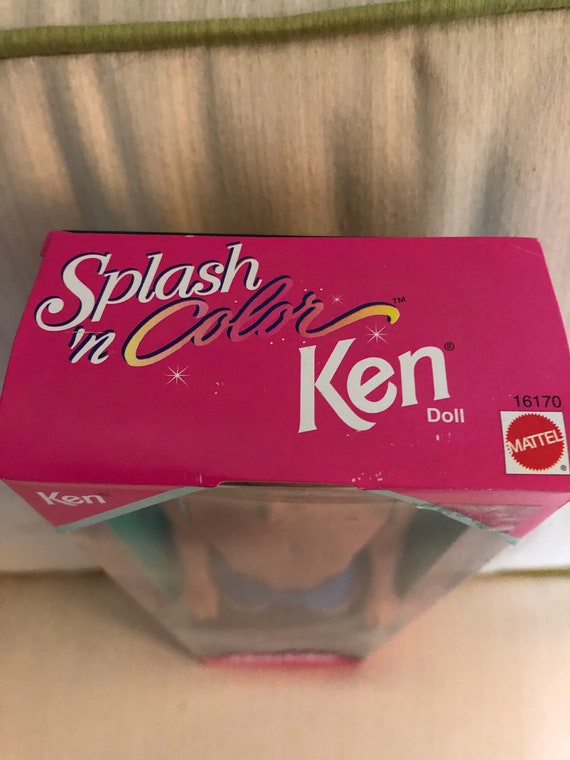 Splash
'n Color™
Ken®
Doll
16170
MATTEL
®
Ken